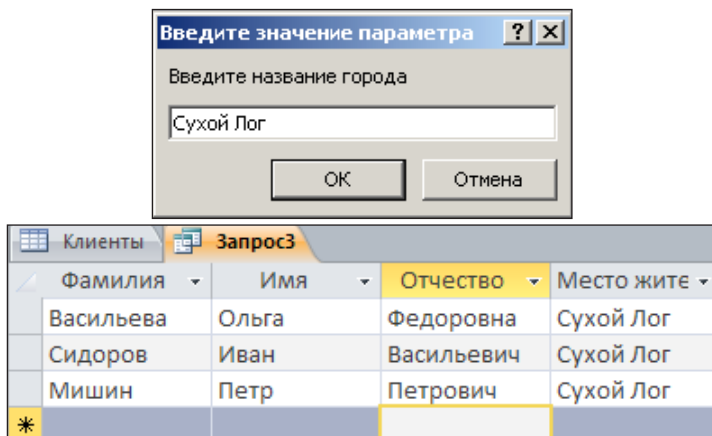 Введите значение параметра
Введите название города
Сухой Лог
ОК Отмена
Клиенты Запрос3
Фамилия Имя Отчество Место жите
Васильева Ольга Федоровна Сухой Лог
Сидоров Иван Васильевич Сухой Лог
Мишин Петр Петрович Сухой Лог